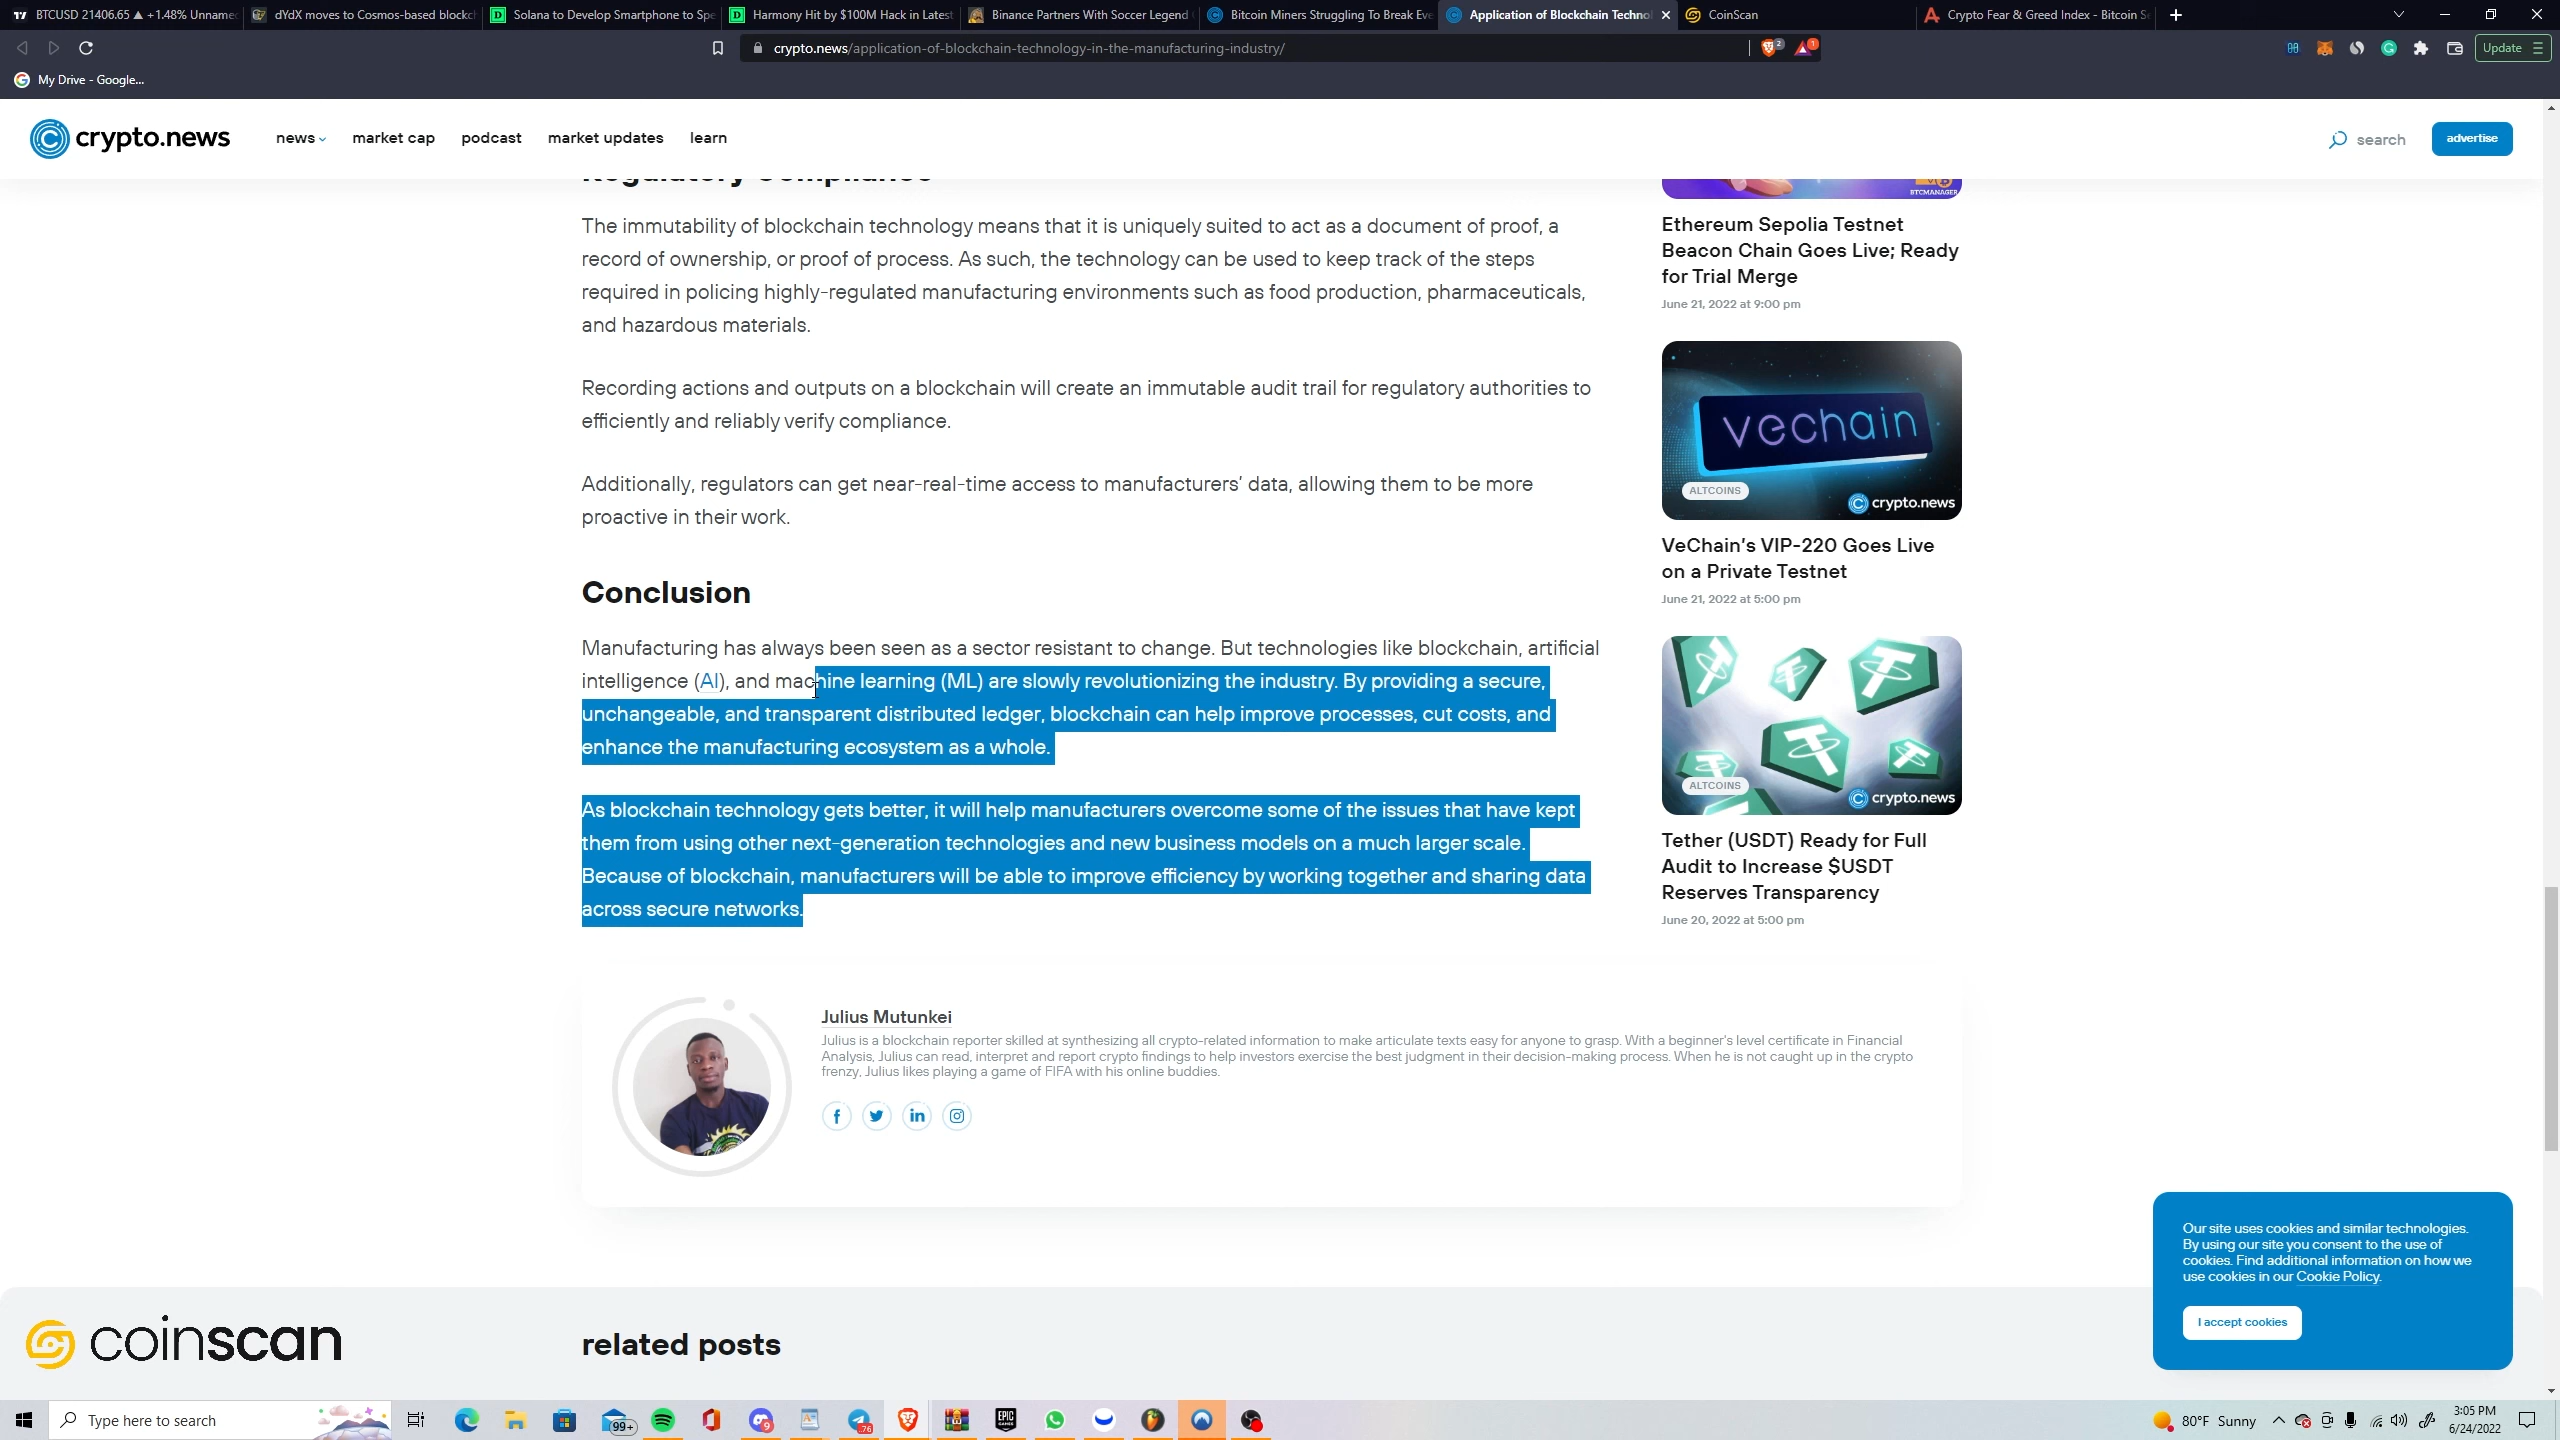 BTCUSD 21406.65 ▲ +1.48% Unnamed
dYdX moves to Cosmos-based blockc
Solana to Develop Smartphone to Spe
Harmony Hit by $100M Hack in Latest
Binance Partners With Soccer Legend
Bitcoin Miners Struggling To Break Eve
Application of Blockchain Technol
CoinScan
Crypto Fear & Greed Index - Bitcoin Se
crypto.news/application-of-blockchain-technology-in-the-manufacturing-industry/
2
1
Update
My Drive - Google...
crypto.news
news
market cap
podcast
market updates
learn
search
advertise
Regulatory Compliance
The immutability of blockchain technology means that it is uniquely suited to act as a document of proof, a
record of ownership, or proof of process. As such, the technology can be used to keep track of the steps
required in policing highly-regulated manufacturing environments such as food production, pharmaceuticals,
and hazardous materials.
Recording actions and outputs on a blockchain will create an immutable audit trail for regulatory authorities to
efficiently and reliably verify compliance.
Additionally, regulators can get near-real-time access to manufacturers’ data, allowing them to be more
proactive in their work.
Conclusion
Manufacturing has always been seen as a sector resistant to change. But technologies like blockchain, artificial
intelligence (AI), and machine learning (ML) are slowly revolutionizing the industry. By providing a secure,
unchangeable, and transparent distributed ledger, blockchain can help improve processes, cut costs, and
enhance the manufacturing ecosystem as a whole.
As blockchain technology gets better, it will help manufacturers overcome some of the issues that have kept
them from using other next-generation technologies and new business models on a much larger scale.
Because of blockchain, manufacturers will be able to improve efficiency by working together and sharing data
across secure networks.
BTCMANAGER
Ethereum Sepolia Testnet
Beacon Chain Goes Live; Ready
for Trial Merge
June 21, 2022 at 9:00 pm
vechain
ALTCOINS
crypto.news
VeChain’s VIP-220 Goes Live
on a Private Testnet
June 21, 2022 at 5:00 pm
ALTCOINS
crypto.news
Tether (USDT) Ready for Full
Audit to Increase $USDT
Reserves Transparency
June 20, 2022 at 5:00 pm
Julius Mutunkei
Julius is a blockchain reporter skilled at synthesizing all crypto-related information to make articulate texts easy for anyone to grasp. With a beginner's level certificate in Financial
Analysis, Julius can read, interpret and report crypto findings to help investors exercise the best judgment in their decision-making process. When he is not caught up in the crypto
frenzy, Julius likes playing a game of FIFA with his online buddies.
Our site uses cookies and similar technologies.
By using our site you consent to the use of
cookies. Find additional information on how we
use cookies in our Cookie Policy.
I accept cookies
coinscan
related posts
Type here to search
99+
9
76
EPIC
GAMES
80°F Sunny
3:05 PM
6/24/2022